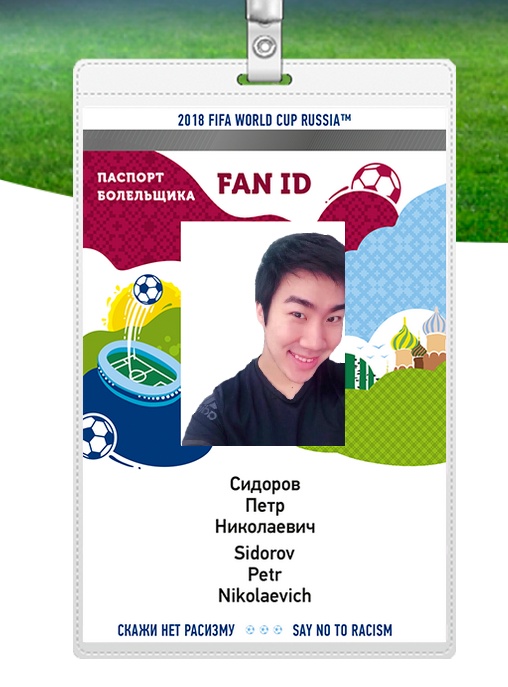 2018 FIFA WORLD CUP RUSSIA™
ПАСПОРТ
БОЛЕЛЬЩИКА
FAN ID
Сидоров
Петр
Николаевич
Sidorov
Petr
Nikolaevich
СКАЖИ НЕТ РАСИЗМУ
SAY NO TO RACISM